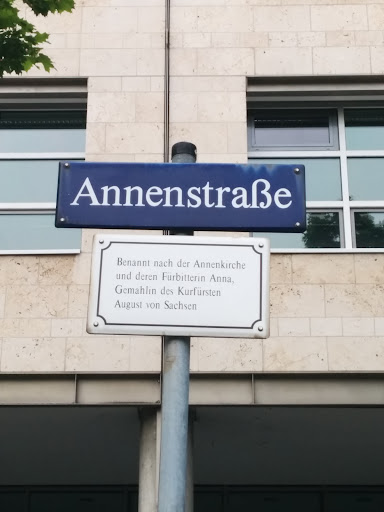 Annenstraße
Benannt nach der Annenkirche
und deren Fürbitterin Anna,
Gemahlin des Kurfürsten
August von Sachsen